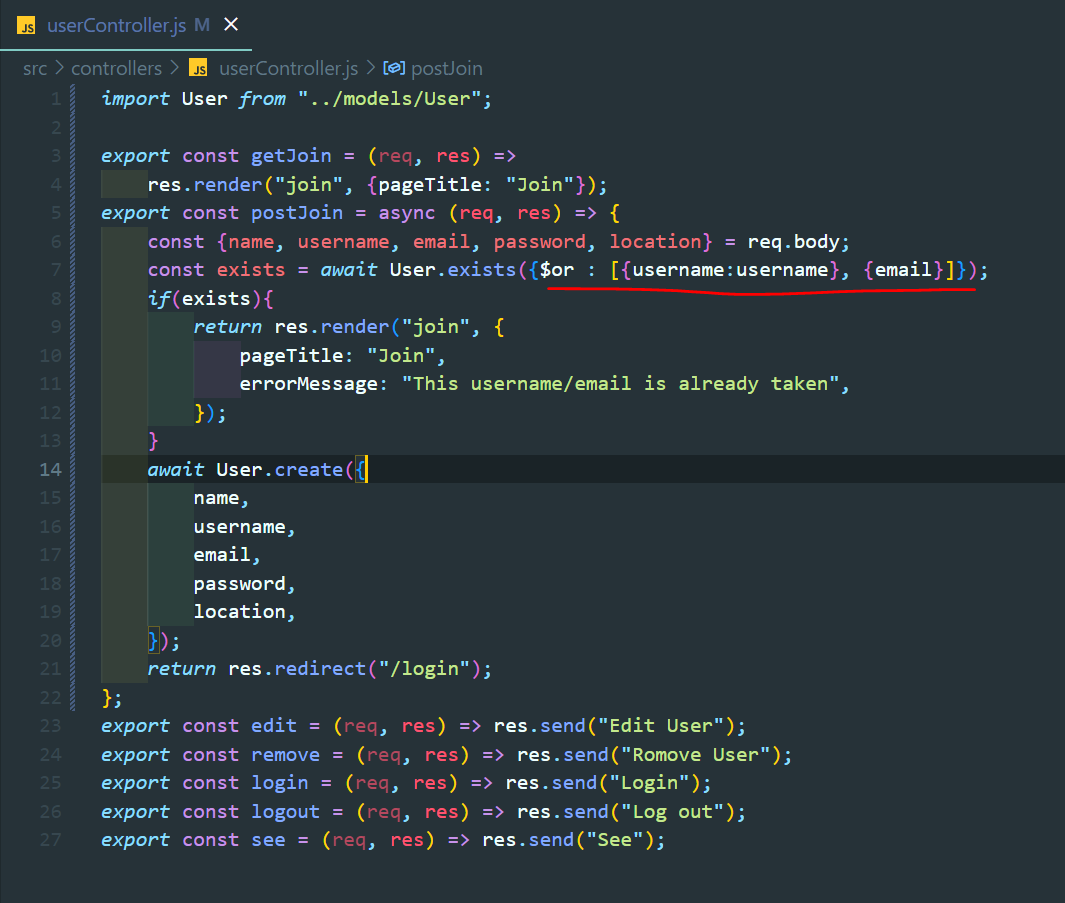 JS userController.js M ×
src > controllers > JS userController.js > postJoin
1 import User from "../models/User";
2
3 export const getJoin = (req, res) =>
4     res.render("join", {pageTitle: "Join"});
5 export const postJoin = async (req, res) => {
6     const {name, username, email, password, location} = req.body;
7     const exists = await User.exists({$or : [{username:username}, {email}]});
8     if(exists){
9         return res.render("join", {
10             pageTitle: "Join",
11             errorMessage: "This username/email is already taken",
12         });
13     }
14     await User.create({
15         name,
16         username,
17         email,
18         password,
19         location,
20     });
21     return res.redirect("/login");
22 };
23 export const edit = (req, res) => res.send("Edit User");
24 export const remove = (req, res) => res.send("Romove User");
25 export const login = (req, res) => res.send("Login");
26 export const logout = (req, res) => res.send("Log out");
27 export const see = (req, res) => res.send("See");